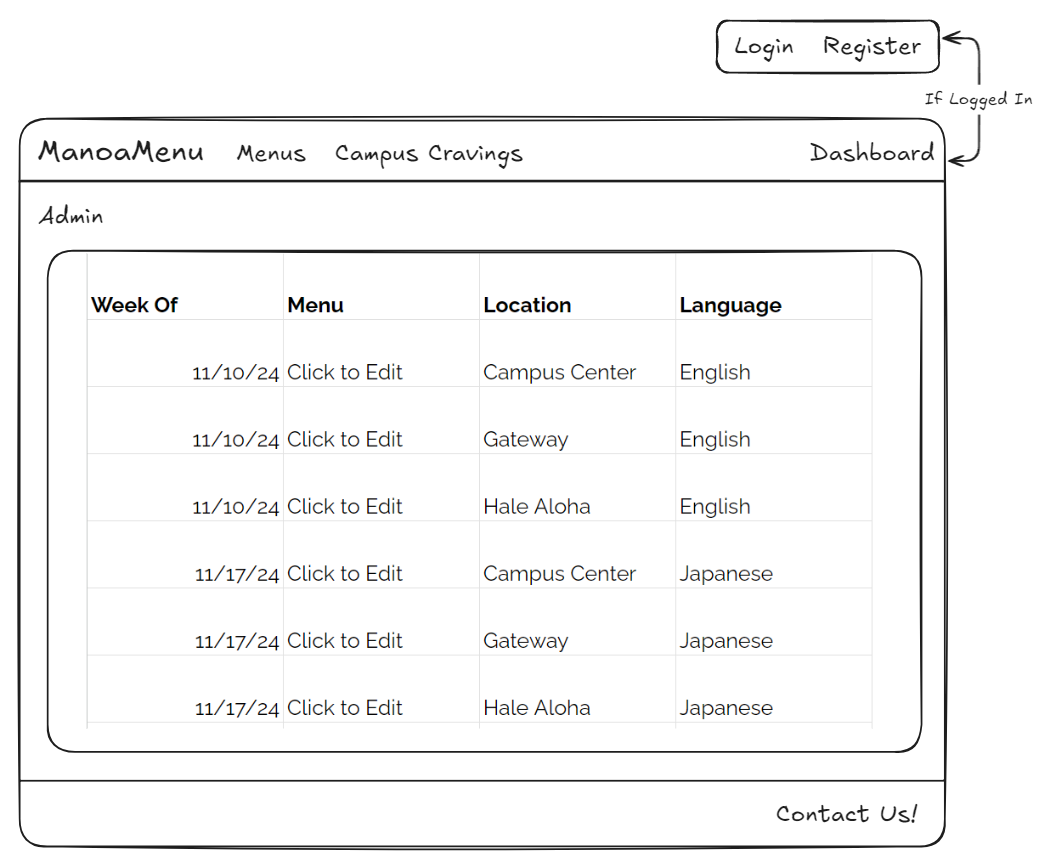 Login Register
If Logged In
ManoaMenu Menus Campus Cravings Dashboard
Admin
Week Of Menu Location Language
11/10/24 Click to Edit Campus Center English
11/10/24 Click to Edit Gateway English
11/10/24 Click to Edit Hale Aloha English
11/17/24 Click to Edit Campus Center Japanese
11/17/24 Click to Edit Gateway Japanese
11/17/24 Click to Edit Hale Aloha Japanese
Contact Us!